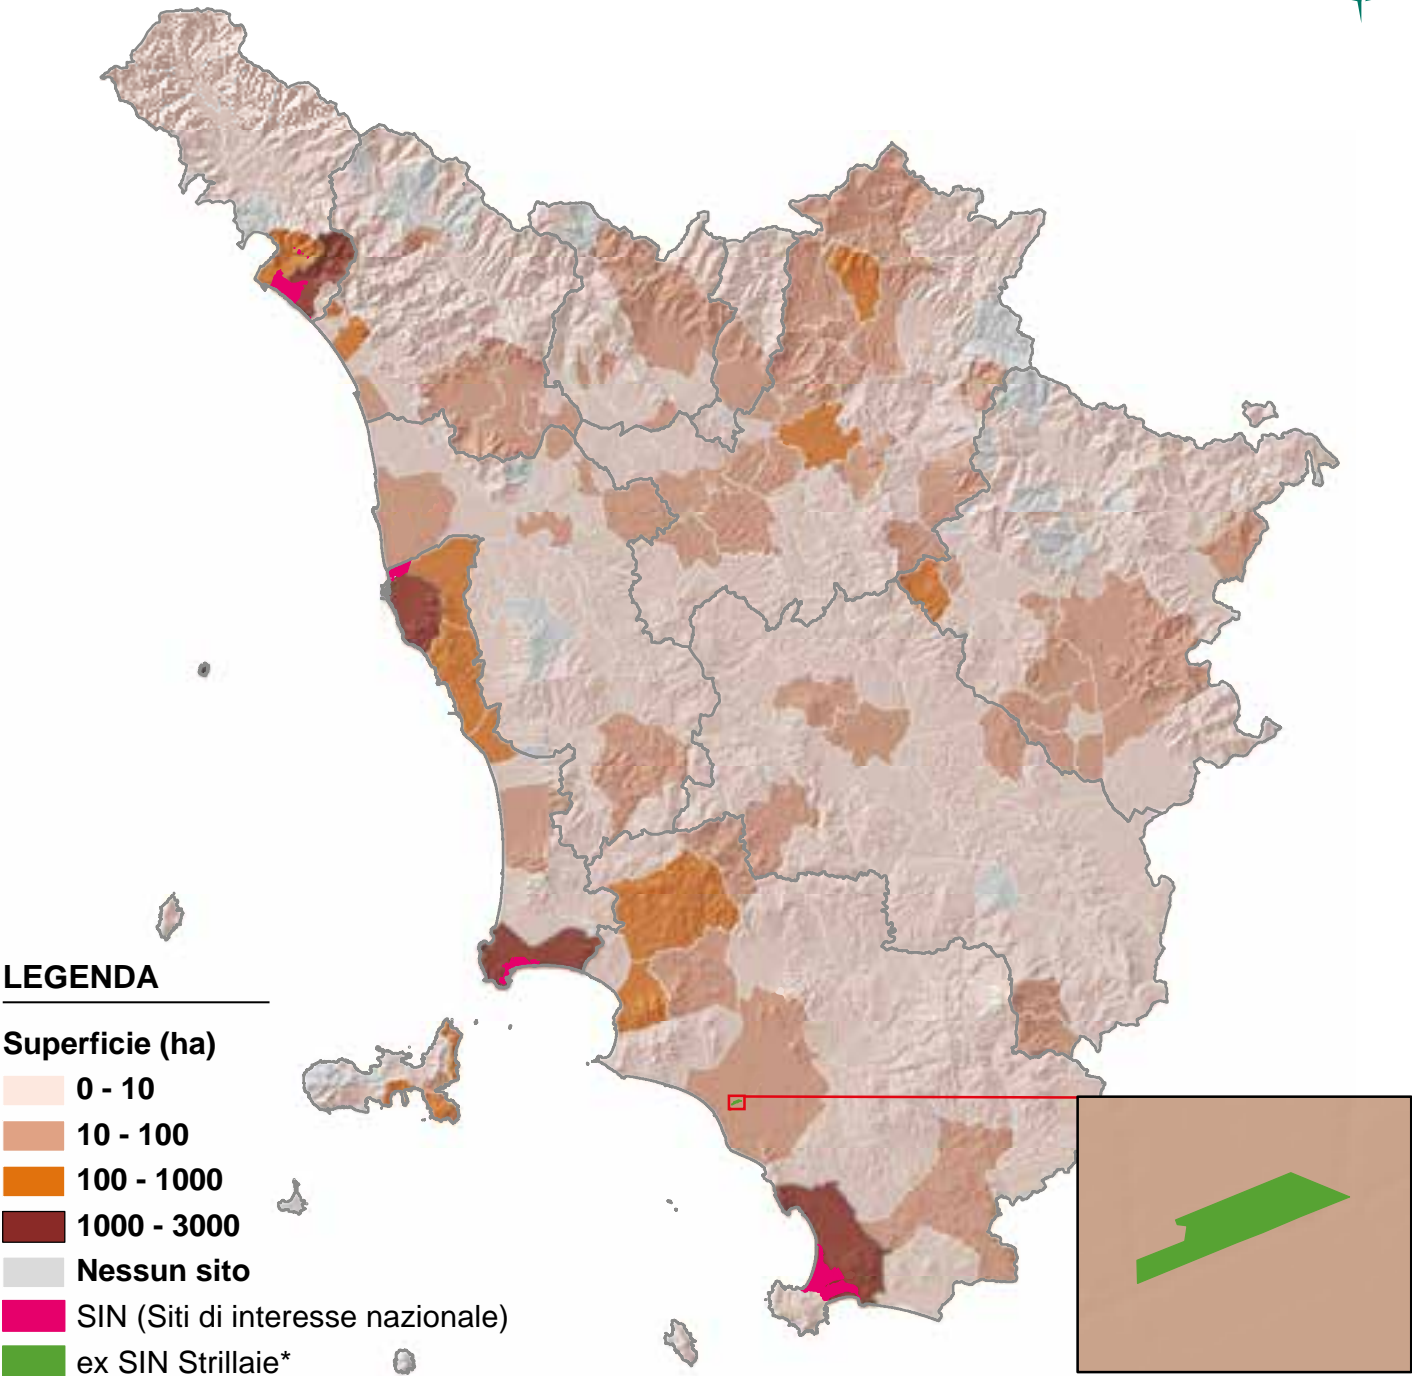 LEGENDA
Superficie (ha)
0 - 10
10 - 100
100 - 1000
1000 - 3000
Nessun sito
SIN (Siti di interesse nazionale)
ex SIN Strillaie*